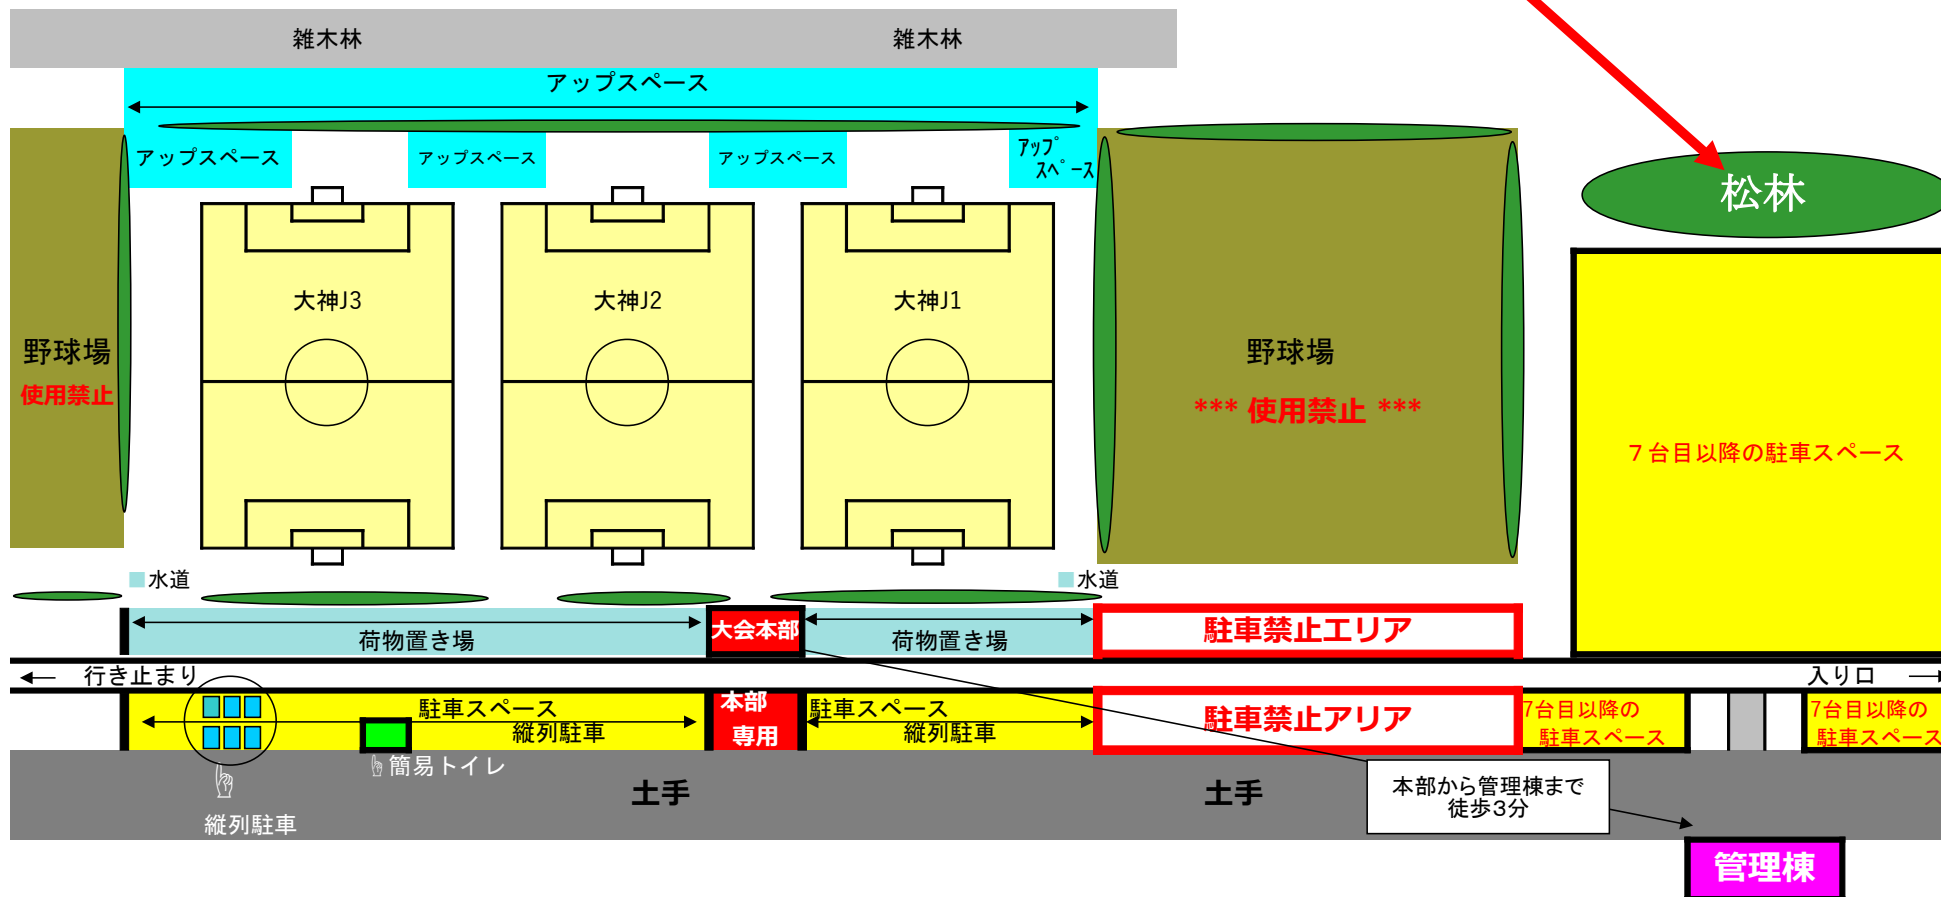 雑木林
雑木林
アップスペース
アップスペース
アップスペース
アップスペース
アップ
スペース
松林
大神J3
大神J2
大神J1
野球場
使用禁止
野球場
*** 使用禁止 ***
７台目以降の駐車スペース
水道
水道
荷物置き場
大会本部
荷物置き場
駐車禁止エリア
← 行き止まり
入り口 →
駐車スペース
縦列駐車
本部
専用
駐車スペース
縦列駐車
駐車禁止アリア
7台目以降の
駐車スペース
7台目以降の
駐車スペース
☝簡易トイレ
☝
縦列駐車
土手
土手
本部から管理棟まで
徒歩3分
管理棟